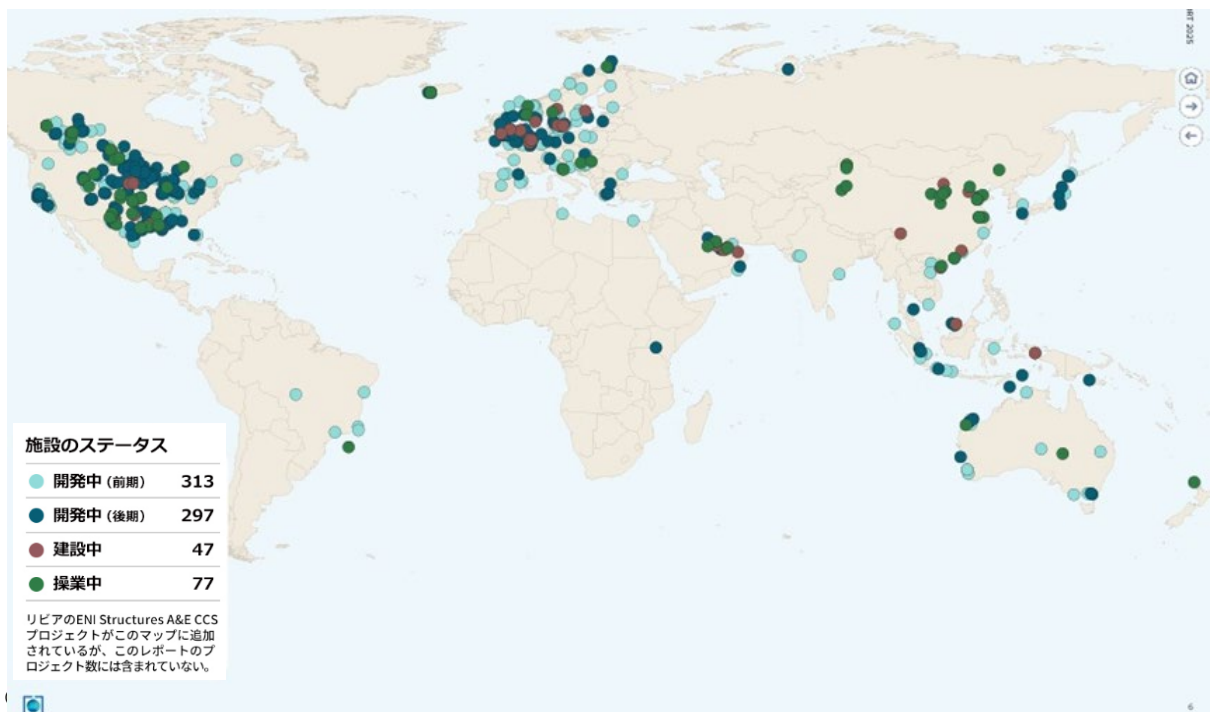 RT 2025
施設のステータス
開発中 (前期) 313
開発中 (後期) 297
建設中 47
操業中 77
リビアのENI Structures A&E CCS
プロジェクトがこのマップに追加
されているが、このレポートのプ
ロジェクト数には含まれていない。
6